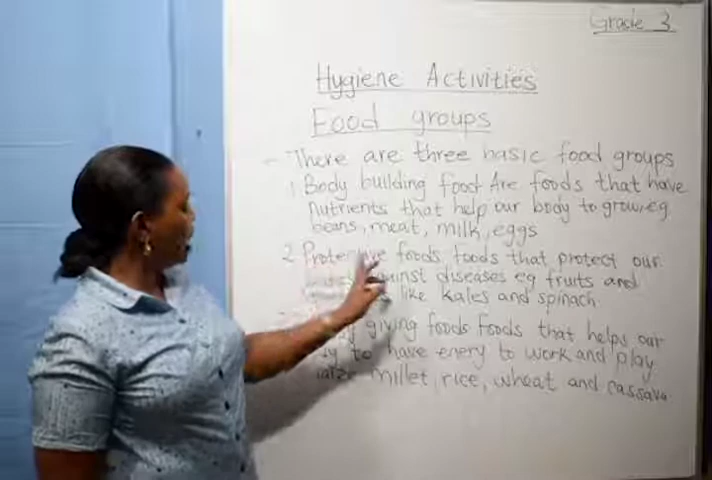 Grade 3
Hygiene Activities
Food groups
- There are three basic food groups
1. Body building food Are foods that have
nutrients that help our body to grow eg
beans, meat, milk, eggs
2. Protective foods foods that protect our
against diseases eg fruits and
like kales and spinach.
giving foods foods that helps our
to have enery to work and play
millet, rice, wheat and cassava